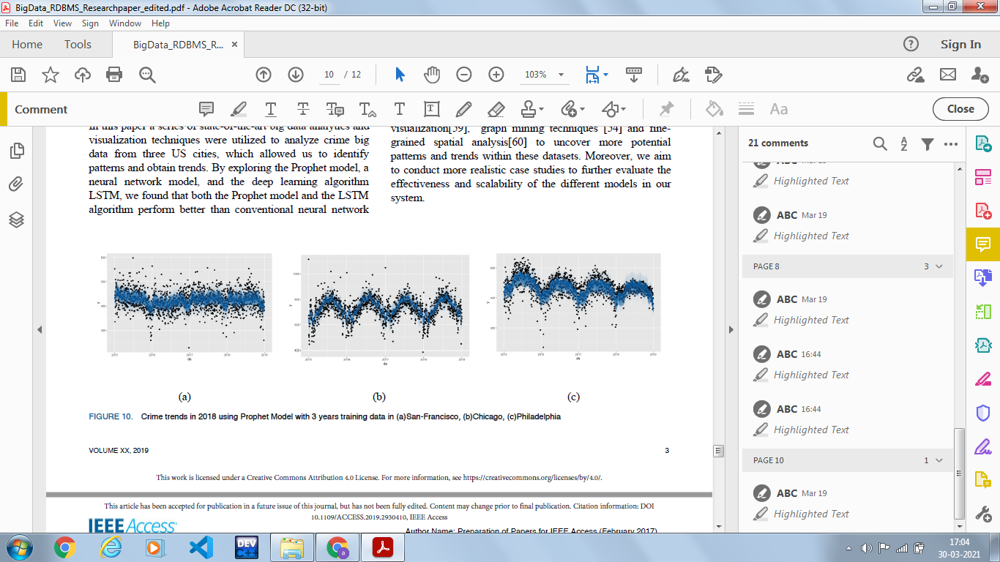 BigData_RDBMS_Researchpaper_edited.pdf - Adobe Acrobat Reader DC (32-bit)
File Edit View Sign Window Help
Home Tools BigData_RDBMS_R... × Sign In
10 / 12 103%
Comment Close
in this paper a series of state-of-the-art big data analytics and
visualization techniques were utilized to analyze crime big
data from three US cities, which allowed us to identify
patterns and obtain trends. By exploring the Prophet model, a
neural network model, and the deep learning algorithm
LSTM, we found that both the Prophet model and the LSTM
algorithm perform better than conventional neural network
visualization[59], graph mining techniques [54] and fine-
grained spatial analysis[60] to uncover more potential
patterns and trends within these datasets. Moreover, we aim
to conduct more realistic case studies to further evaluate the
effectiveness and scalability of the different models in our
system.
600
500
400
300
y
2015 2016 2017 2018 2019
ds
1000
800
600
400
y
2015 2016 2017 2018 2019
ds
600
400
200
y
2015 2016 2017 2018 2019
ds
(a) (b) (c)
FIGURE 10. Crime trends in 2018 using Prophet Model with 3 years training data in (a)San-Francisco, (b)Chicago, (c)Philadelphia
VOLUME XX, 2019 3
This work is licensed under a Creative Commons Attribution 4.0 License. For more information, see https://creativecommons.org/licenses/by/4.0/.
This article has been accepted for publication in a future issue of this journal, but has not been fully edited. Content may change prior to final publication. Citation information: DOI
10.1109/ACCESS.2019.2930410, IEEE Access
IEEE Access
Author Name: Preparation of Papers for IEEE Access (February 2017)
21 comments
ABC Mar 19
Highlighted Text
ABC Mar 19
Highlighted Text
PAGE 8 3
ABC Mar 19
Highlighted Text
ABC 16:44
Highlighted Text
ABC 16:44
Highlighted Text
PAGE 10 1
ABC Mar 19
Highlighted Text
DEV C++
17:04
30-03-2021